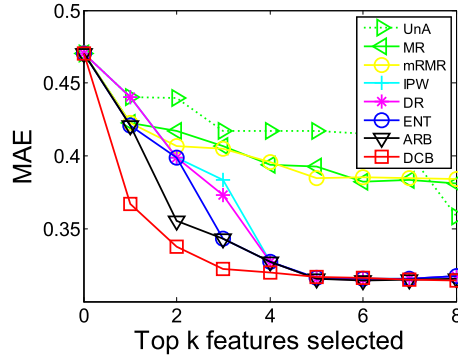 0.5
0.45
0.4
0.35
MAE
0
2
4
6
8
Top k features selected
UnA
MR
mRMR
IPW
DR
ENT
ARB
DCB